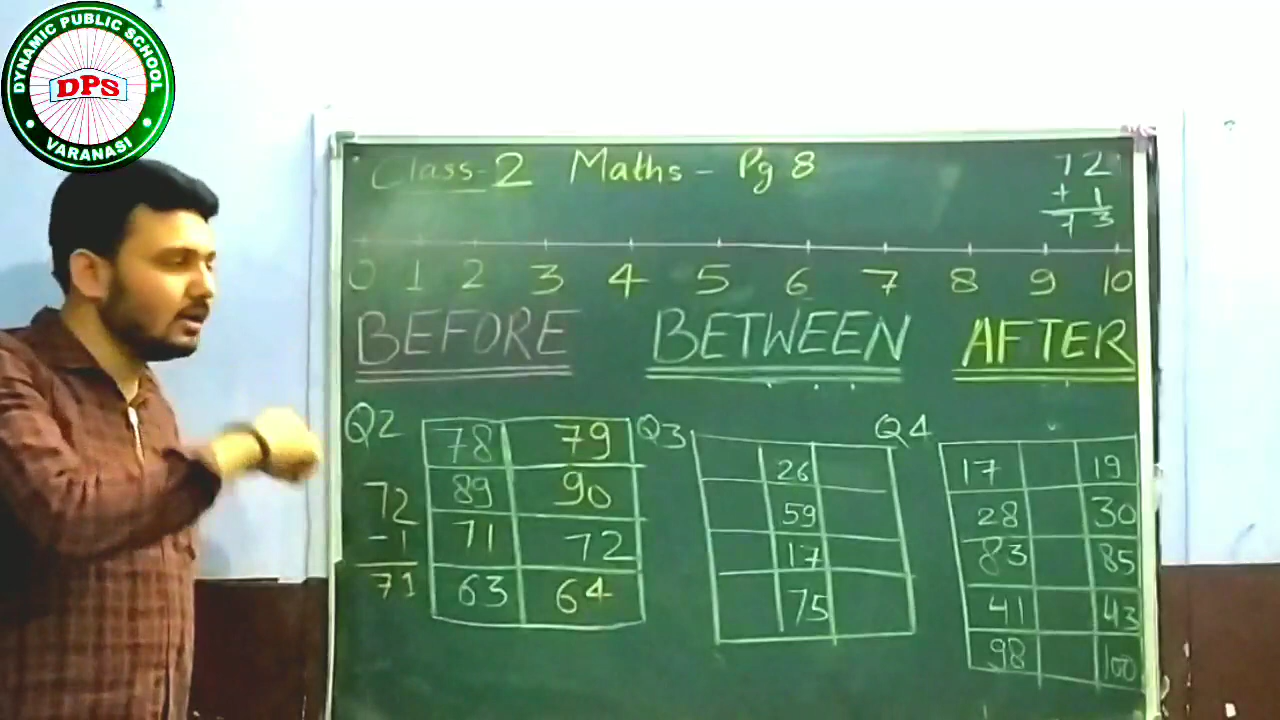 DYNAMIC PUBLIC SCHOOL
DPS
VARANASI
Class-2 Maths - Pg 8
72
+ 1
73
0 1 2 3 4 5 6 7 8 9 10
BEFORE BETWEEN AFTER
Q2
78 79
89 90
71 72
63 64
72
-1
71
Q3
26
59
17
75
Q4
17 19
28 30
83 85
41 43
98 100